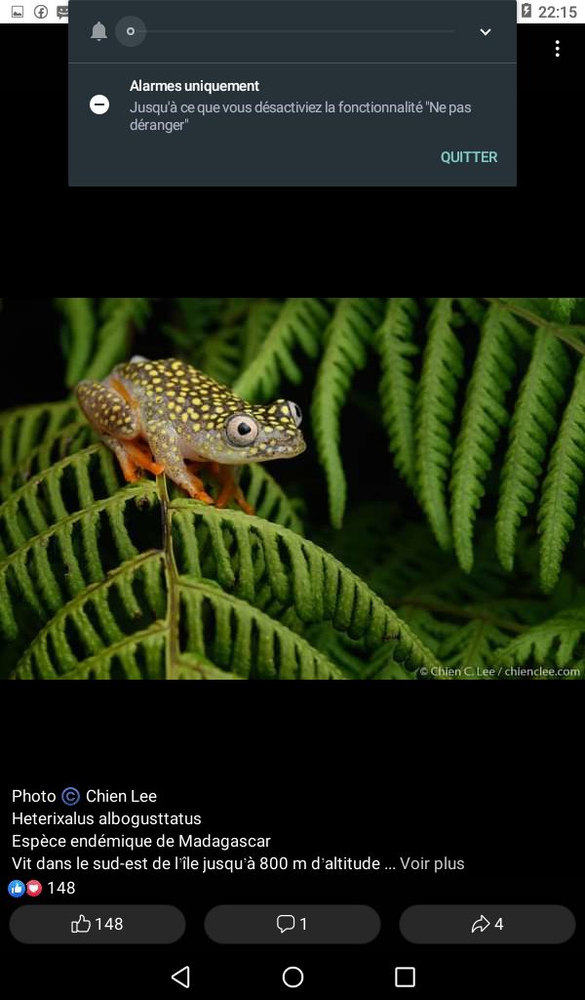 22:15
Alarmes uniquement
Jusqu'à ce que vous désactiviez la fonctionnalité "Ne pas
déranger"
QUITTER
© Chien C. Lee / chienclee.com
Photo © Chien Lee
Heterixalus albogusttatus
Espèce endémique de Madagascar
Vit dans le sud-est de l'île jusqu'à 800 m d'altitude ... Voir plus
148
148
1
4